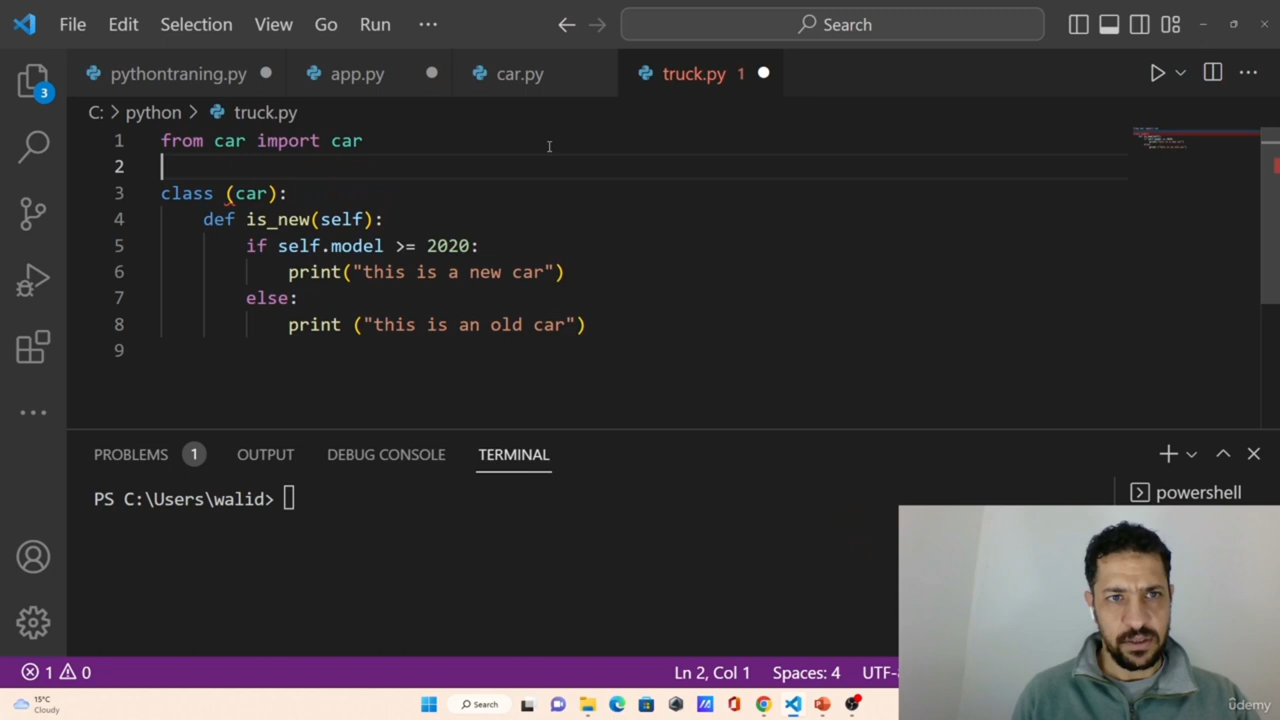 File Edit Selection View Go Run ··· Search
pythontraning.py app.py car.py truck.py 1
C: > python > truck.py
1 from car import car
2
3 class (car):
4 def is_new(self):
5 if self.model >= 2020:
6 print("this is a new car")
7 else:
8 print ("this is an old car")
9
3
PROBLEMS 1 OUTPUT DEBUG CONSOLE TERMINAL
PS C:\Users\walid>
powershell
1 0 Ln 2, Col 1 Spaces: 4
15°C
Cloudy
Search
ûdemy